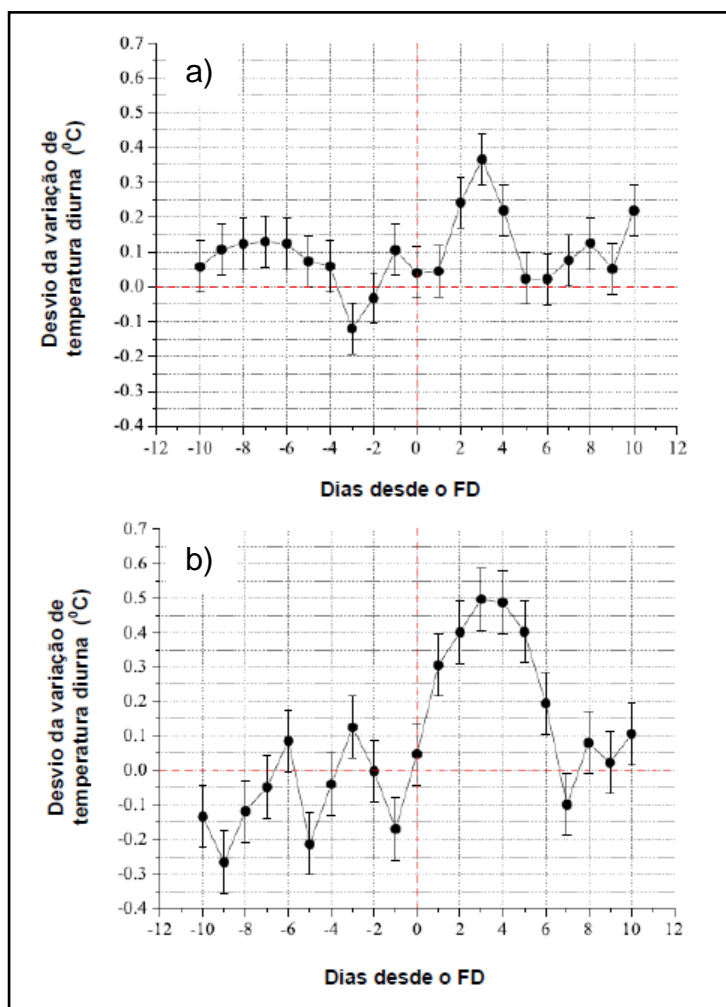 a)
Desvio da variação de
temperatura diurna (⁰C)
0.7
0.6
0.5
0.4
0.3
0.2
0.1
0.0
-0.1
-0.2
-0.3
-0.4
-12 -10 -8 -6 -4 -2 0 2 4 6 8 10 12
Dias desde o FD
b)
Desvio da variação de
temperatura diurna (⁰C)
0.7
0.6
0.5
0.4
0.3
0.2
0.1
0.0
-0.1
-0.2
-0.3
-0.4
-12 -10 -8 -6 -4 -2 0 2 4 6 8 10 12
Dias desde o FD